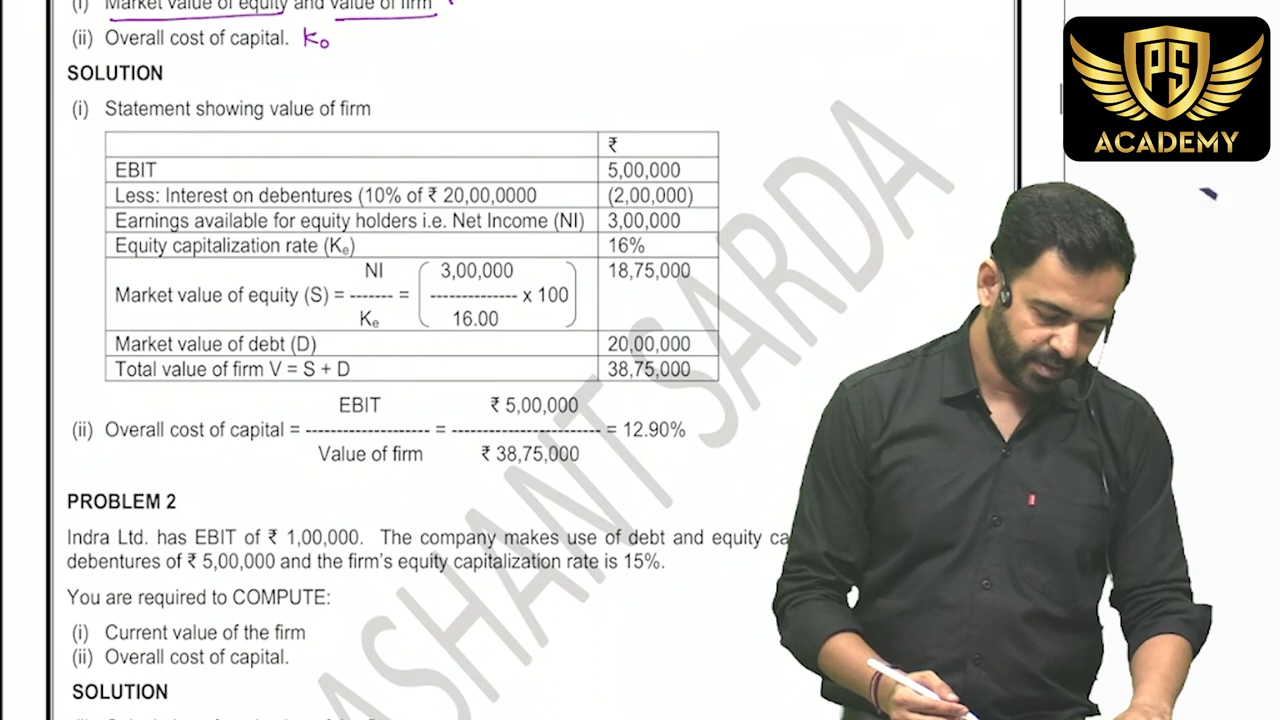 (i) Market value of equity and value of firm
(ii) Overall cost of capital. Ko
SOLUTION
(i) Statement showing value of firm
₹
EBIT 5,00,000
Less: Interest on debentures (10% of ₹ 20,00,0000 (2,00,000)
Earnings available for equity holders i.e. Net Income (NI) 3,00,000
Equity capitalization rate (Ke) 16%
NI 3,00,000 18,75,000
Market value of equity (S) = ------- = -------------- x 100
Ke 16.00
Market value of debt (D) 20,00,000
Total value of firm V = S + D 38,75,000
EBIT ₹ 5,00,000
(ii) Overall cost of capital = -------------------- = ------------------------ = 12.90%
Value of firm ₹ 38,75,000
PROBLEM 2
Indra Ltd. has EBIT of ₹ 1,00,000. The company makes use of debt and equity
debentures of ₹ 5,00,000 and the firm's equity capitalization rate is 15%.
You are required to COMPUTE:
(i) Current value of the firm
(ii) Overall cost of capital.
SOLUTION
ASHANT SARDA
PS
ACADEMY